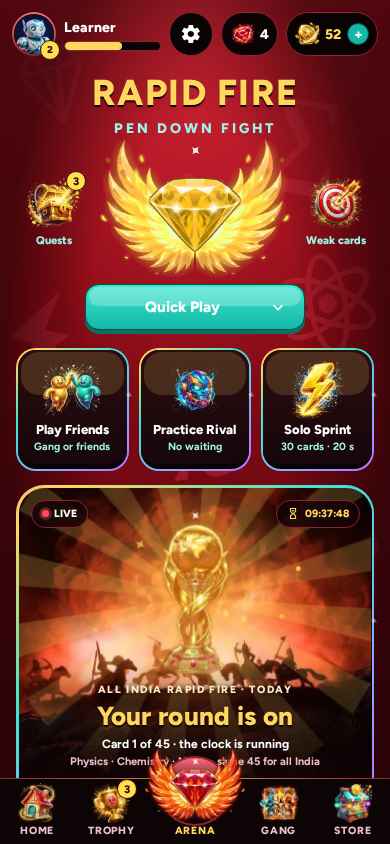 Learner
2
4
52
+
RAPID FIRE
PEN DOWN FIGHT
3
Quests
Weak cards
Quick Play
Play Friends
Gang or friends
Practice Rival
No waiting
Solo Sprint
30 cards · 20 s
LIVE
09:37:48
ALL INDIA RAPID FIRE · TODAY
Your round is on
Card 1 of 45 · the clock is running
Physics · 45 for all India
3
HOME
TROPHY
ARENA
GANG
STORE